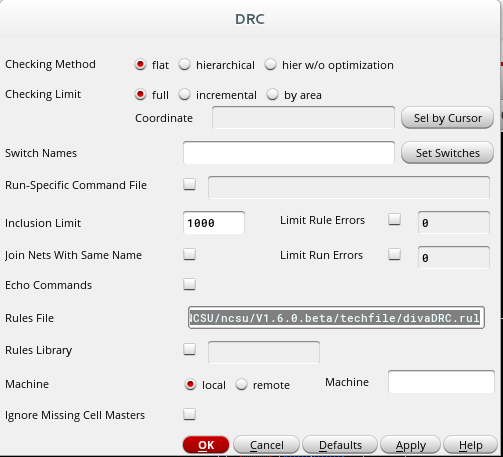 DRC
Checking Method flat hierarchical hier w/o optimization
Checking Limit full incremental by area
Coordinate Sel by Cursor
Switch Names Set Switches
Run-Specific Command File
Inclusion Limit 1000 Limit Rule Errors 0
Join Nets With Same Name Limit Run Errors 0
Echo Commands
Rules File NCSU/ncsu/V1.6.0.beta/techfile/divaDRC.rul
Rules Library
Machine local remote Machine
Ignore Missing Cell Masters
OK Cancel Defaults Apply Help